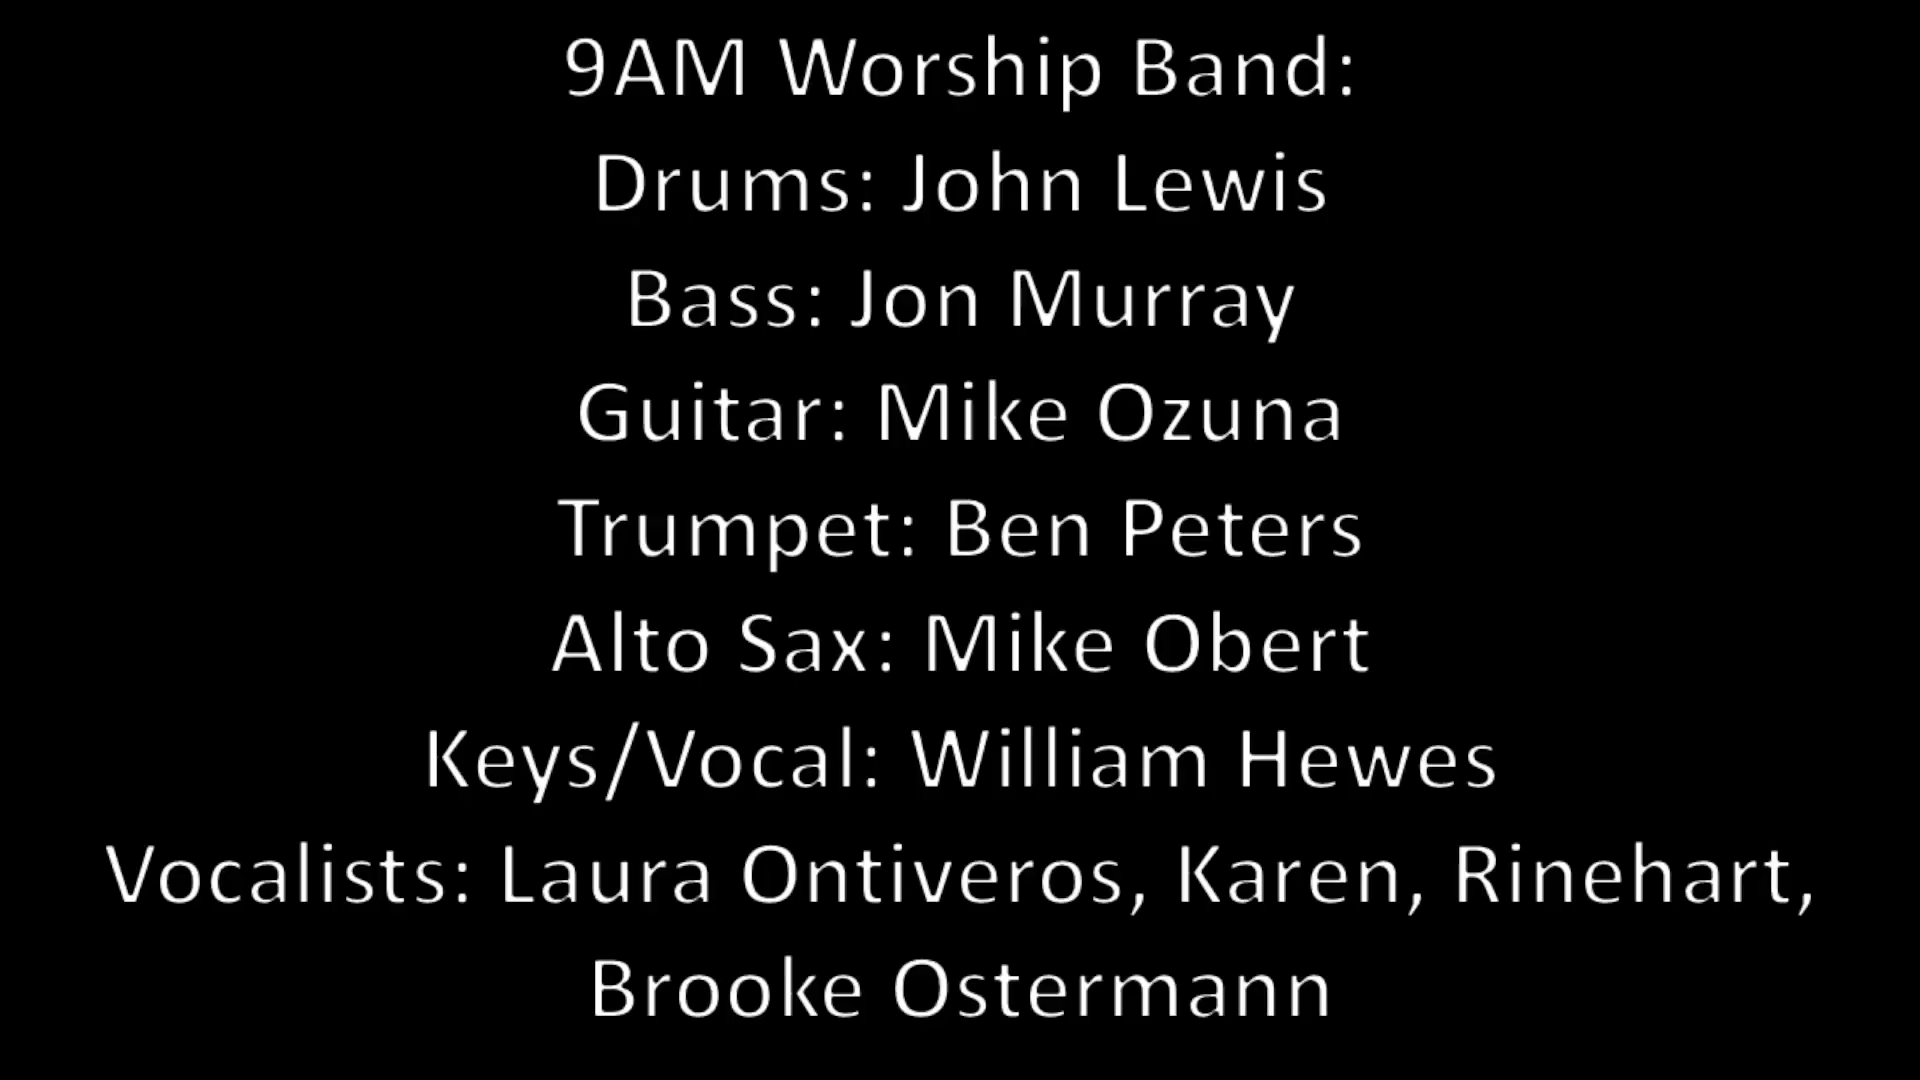 9AM Worship Band:
Drums: John Lewis
Bass: Jon Murray
Guitar: Mike Ozuna
Trumpet: Ben Peters
Alto Sax: Mike Obert
Keys/Vocal: William Hewes
Vocalists: Laura Ontiveros, Karen, Rinehart,
Brooke Ostermann